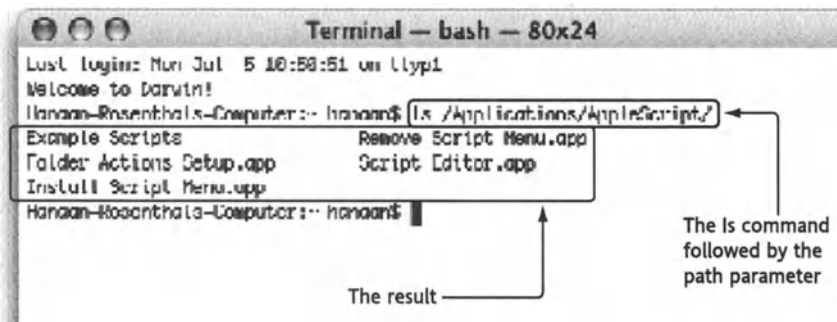 Terminal — bash — 80x24
Last login: Mon Jul  5 10:50:51 on ttyp1
Welcome to Darwin!
Hanaan-Rosenthals-Computer:~ hanaan$ ls /Applications/AppleScript/
Example Scripts Remove Script Menu.app
Folder Actions Setup.app Script Editor.app
Install Script Menu.app
Hanaan-Rosenthals-Computer:~ hanaan$
The ls command
followed by the
path parameter
The result